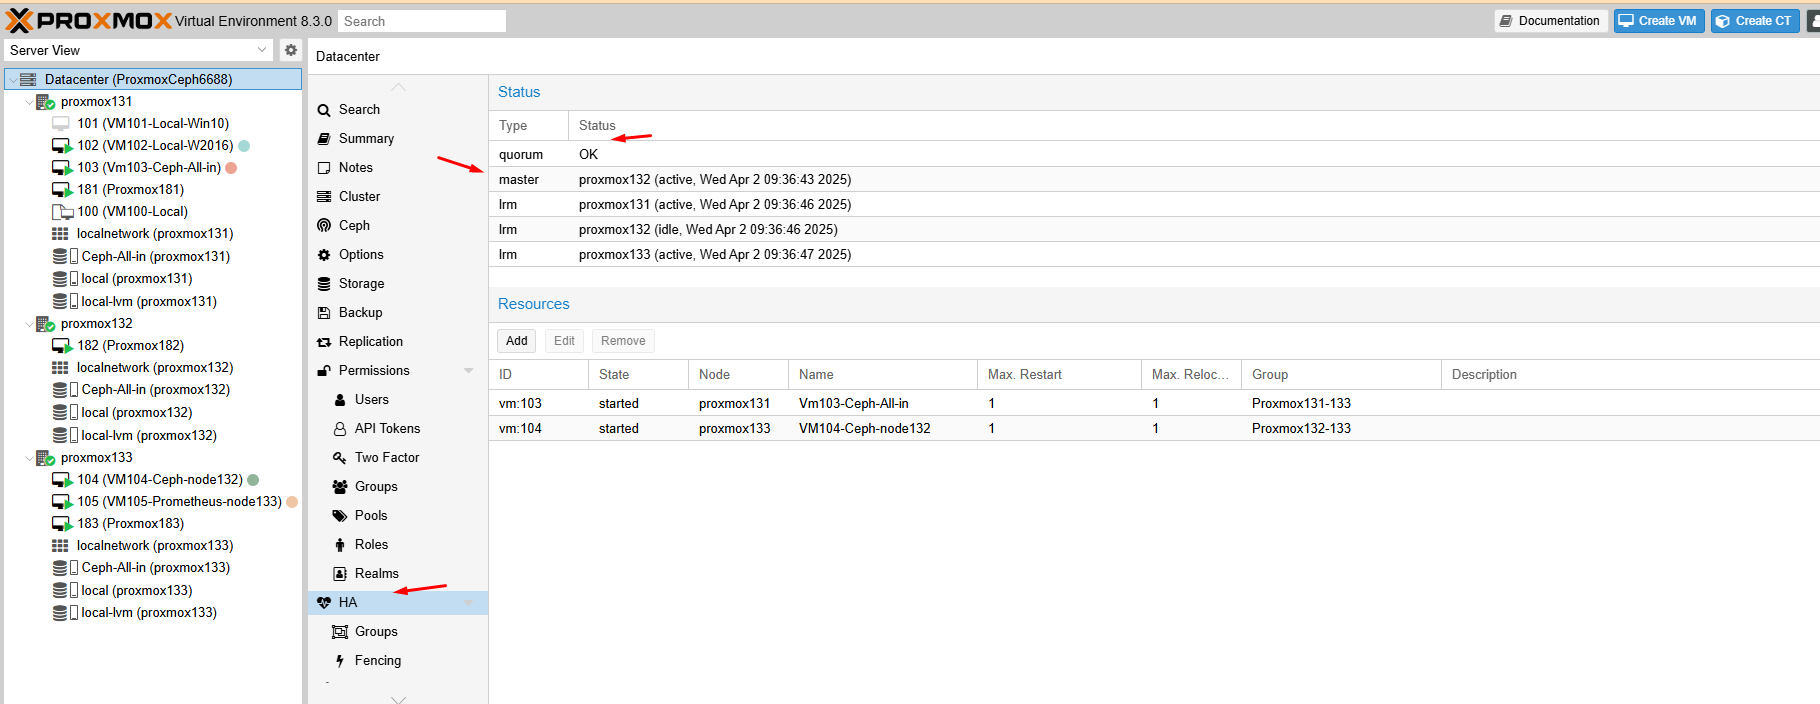 PROXMOX Virtual Environment 8.3.0 Search Documentation Create VM Create CT
Server View
Datacenter (ProxmoxCeph6688)
proxmox131
101 (VM101-Local-Win10)
102 (VM102-Local-W2016)
103 (Vm103-Ceph-All-in)
181 (Proxmox181)
100 (VM100-Local)
localnetwork (proxmox131)
Ceph-All-in (proxmox131)
local (proxmox131)
local-lvm (proxmox131)
proxmox132
182 (Proxmox182)
localnetwork (proxmox132)
Ceph-All-in (proxmox132)
local (proxmox132)
local-lvm (proxmox132)
proxmox133
104 (VM104-Ceph-node132)
105 (VM105-Prometheus-node133)
183 (Proxmox183)
localnetwork (proxmox133)
Ceph-All-in (proxmox133)
local (proxmox133)
local-lvm (proxmox133)
Datacenter
Search
Summary
Notes
Cluster
Ceph
Options
Storage
Backup
Replication
Permissions
Users
API Tokens
Two Factor
Groups
Pools
Roles
Realms
HA
Groups
Fencing
Status
Type Status
quorum OK
master proxmox132 (active, Wed Apr 2 09:36:43 2025)
lrm proxmox131 (active, Wed Apr 2 09:36:46 2025)
lrm proxmox132 (idle, Wed Apr 2 09:36:46 2025)
lrm proxmox133 (active, Wed Apr 2 09:36:47 2025)
Resources
Add Edit Remove
ID State Node Name Max. Restart Max. Reloc... Group Description
vm:103 started proxmox131 Vm103-Ceph-All-in 1 1 Proxmox131-133
vm:104 started proxmox133 VM104-Ceph-node132 1 1 Proxmox132-133